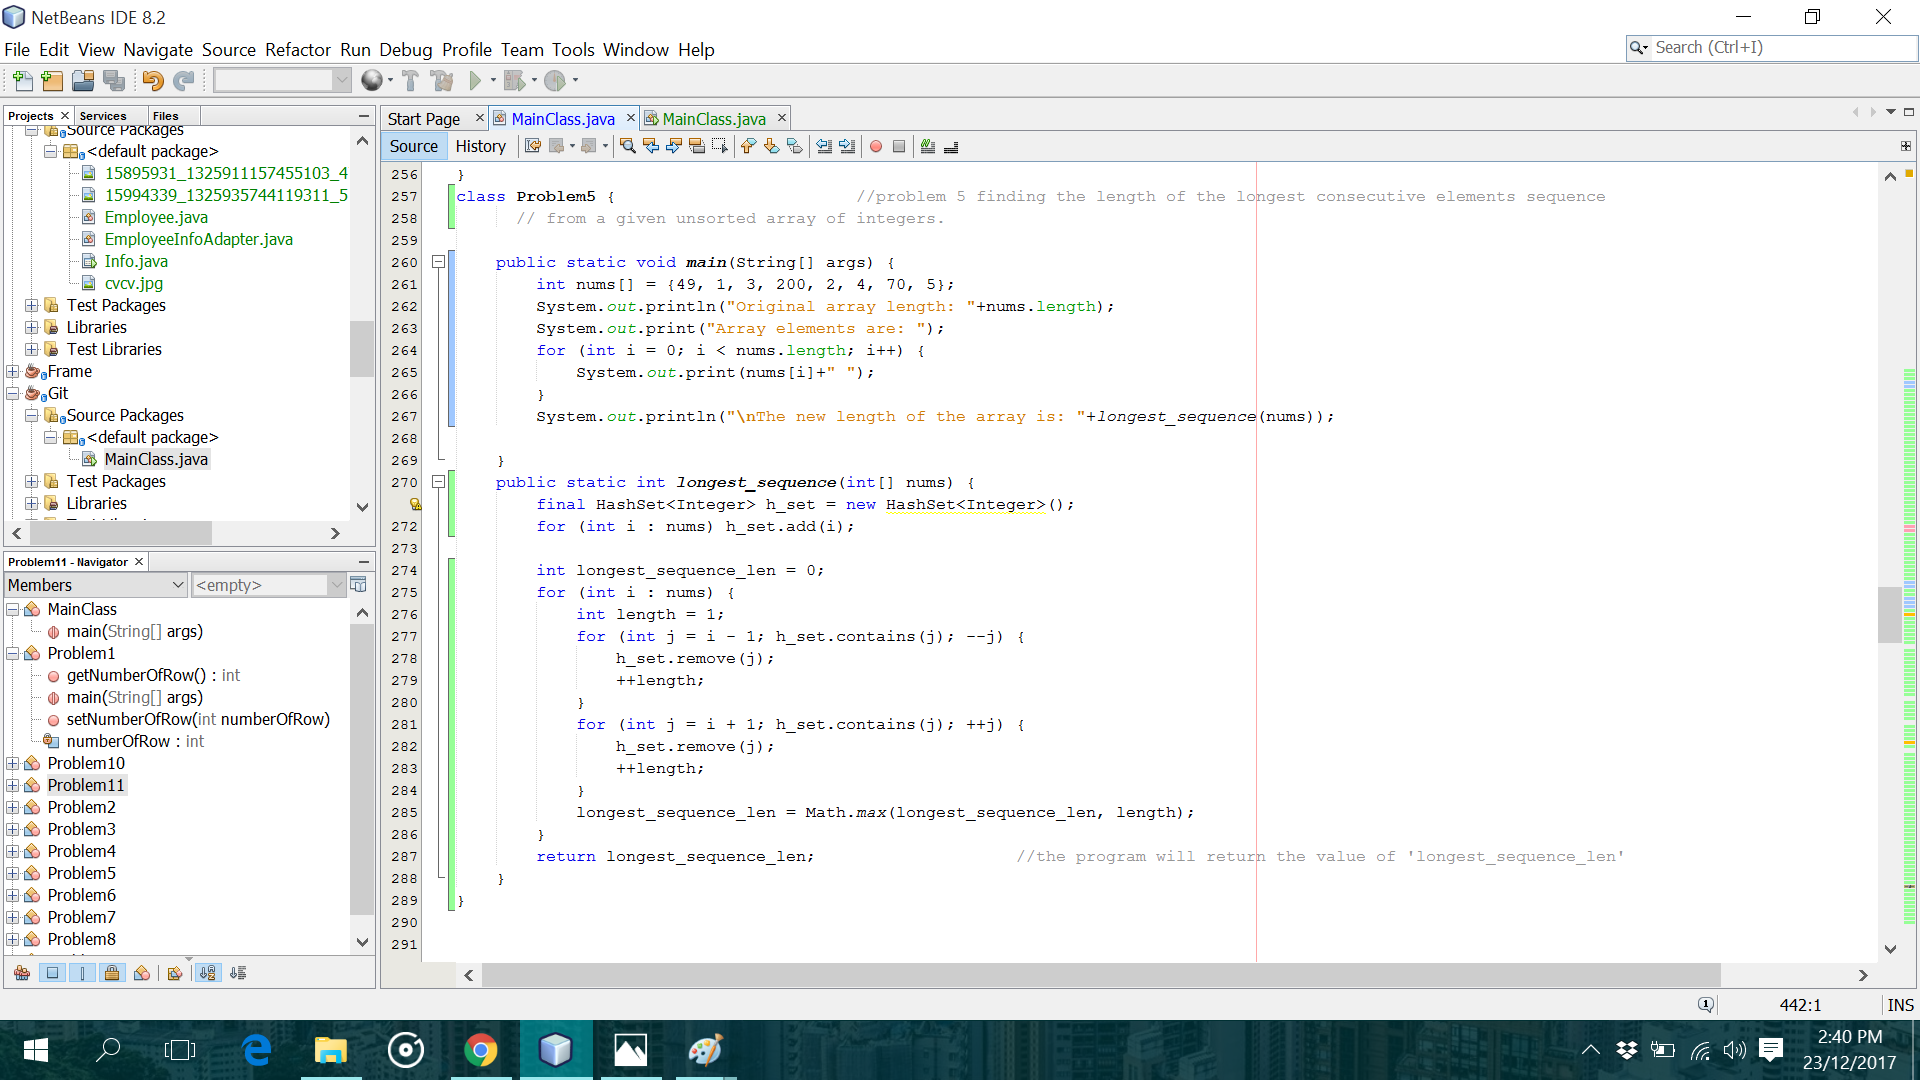 NetBeans IDE 8.2
File Edit View Navigate Source Refactor Run Debug Profile Team Tools Window Help
Search (Ctrl+I)
Projects Services Files
Source Packages
<default package>
15895931_1325911157455103_4
15994339_1325935744119311_5
Employee.java
EmployeeInfoAdapter.java
Info.java
cvcv.jpg
Test Packages
Libraries
Test Libraries
Frame
Git
Source Packages
<default package>
MainClass.java
Test Packages
Libraries
Problem11 - Navigator
Members <empty>
MainClass
main(String[] args)
Problem1
getNumberOfRow() : int
main(String[] args)
setNumberOfRow(int numberOfRow)
numberOfRow : int
Problem10
Problem11
Problem2
Problem3
Problem4
Problem5
Problem6
Problem7
Problem8
Start Page MainClass.java MainClass.java
Source History
256 }
257 class Problem5 { //problem 5 finding the length of the longest consecutive elements sequence
258 // from a given unsorted array of integers.
259
260 public static void main(String[] args) {
261 int nums[] = {49, 1, 3, 200, 2, 4, 70, 5};
262 System.out.println("Original array length: "+nums.length);
263 System.out.print("Array elements are: ");
264 for (int i = 0; i < nums.length; i++) {
265 System.out.print(nums[i]+" ");
266 }
267 System.out.println("\nThe new length of the array is: "+longest_sequence(nums));
268
269 }
270 public static int longest_sequence(int[] nums) {
final HashSet<Integer> h_set = new HashSet<Integer>();
272 for (int i : nums) h_set.add(i);
273
274 int longest_sequence_len = 0;
275 for (int i : nums) {
276 int length = 1;
277 for (int j = i - 1; h_set.contains(j); --j) {
278 h_set.remove(j);
279 ++length;
280 }
281 for (int j = i + 1; h_set.contains(j); ++j) {
282 h_set.remove(j);
283 ++length;
284 }
285 longest_sequence_len = Math.max(longest_sequence_len, length);
286 }
287 return longest_sequence_len; //the program will return the value of 'longest_sequence_len'
288 }
289 }
290
291
442:1 INS
2:40 PM
23/12/2017